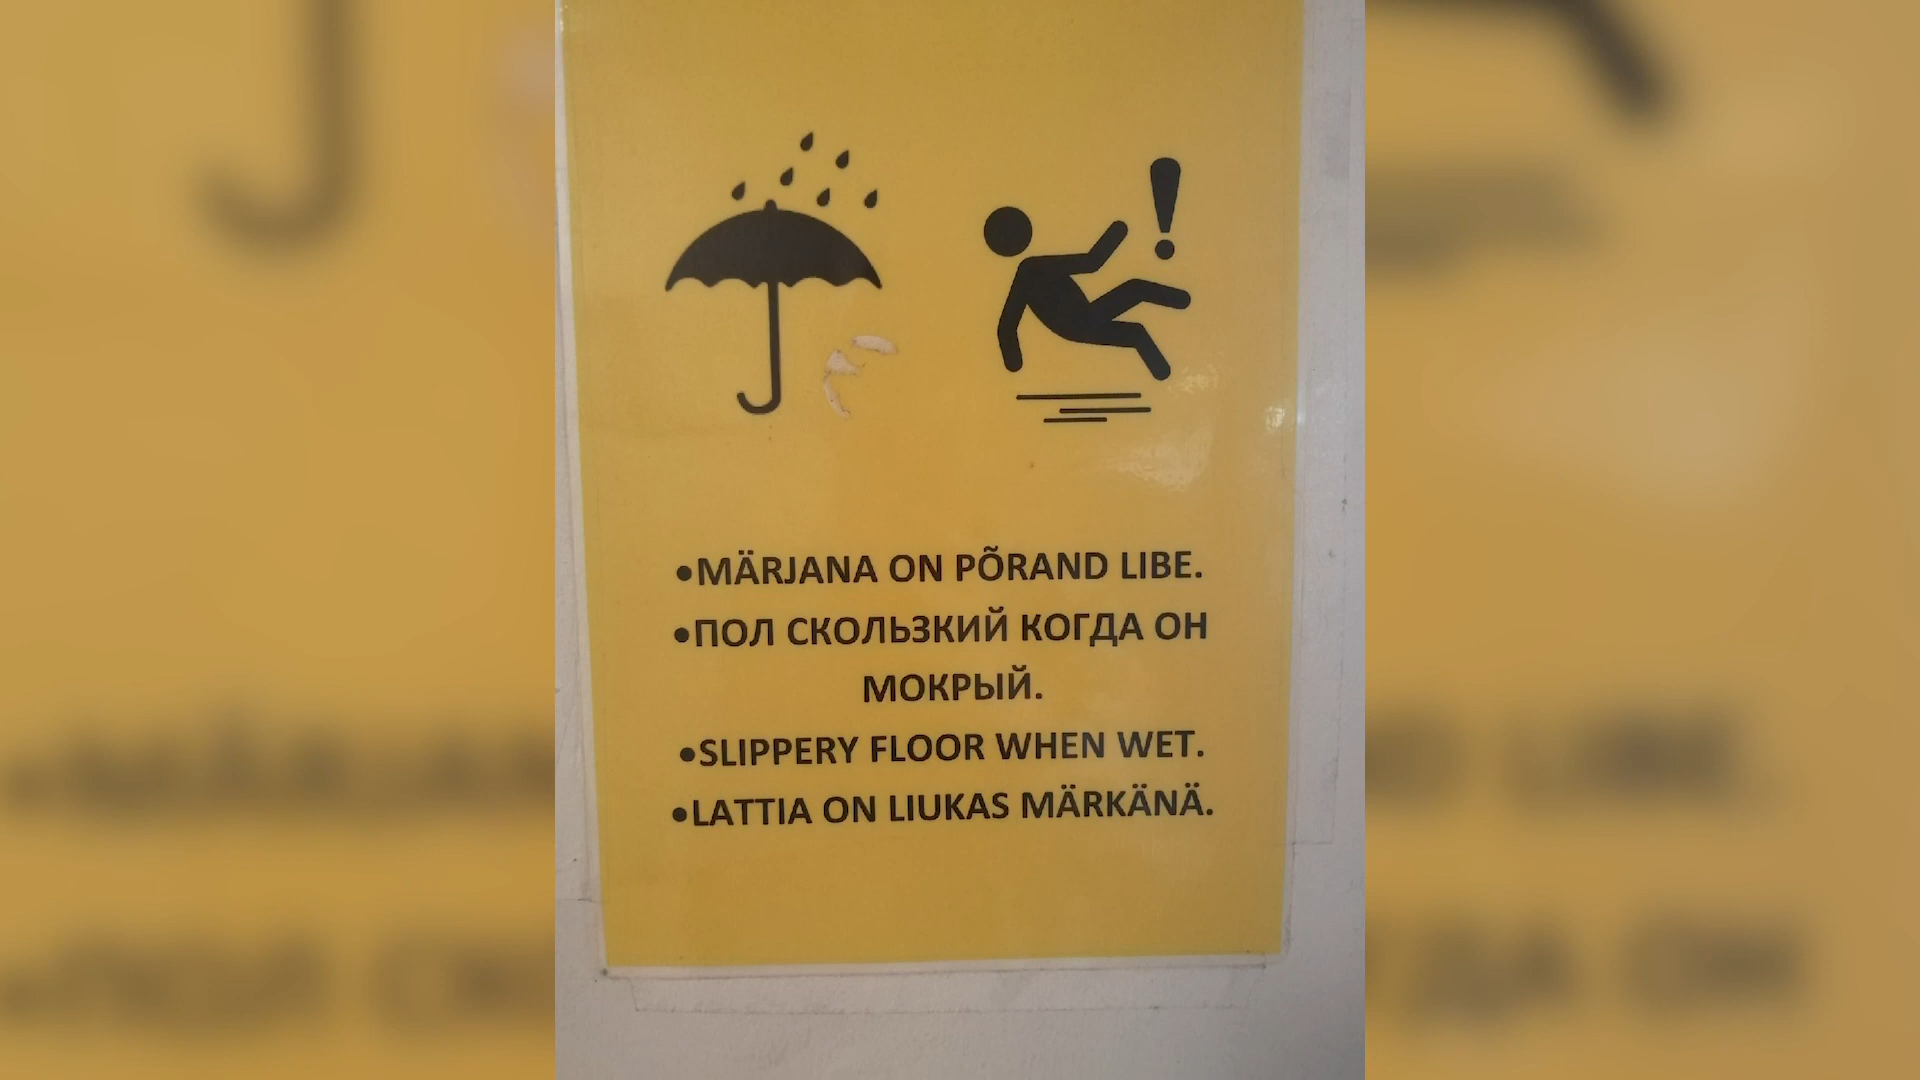 •MÄRJANA ON PÕRAND LIBE.
•ПОЛ СКОЛЬЗКИЙ КОГДА ОН
МОКРЫЙ.
•SLIPPERY FLOOR WHEN WET.
•LATTIA ON LIUKAS MÄRKÄNÄ.